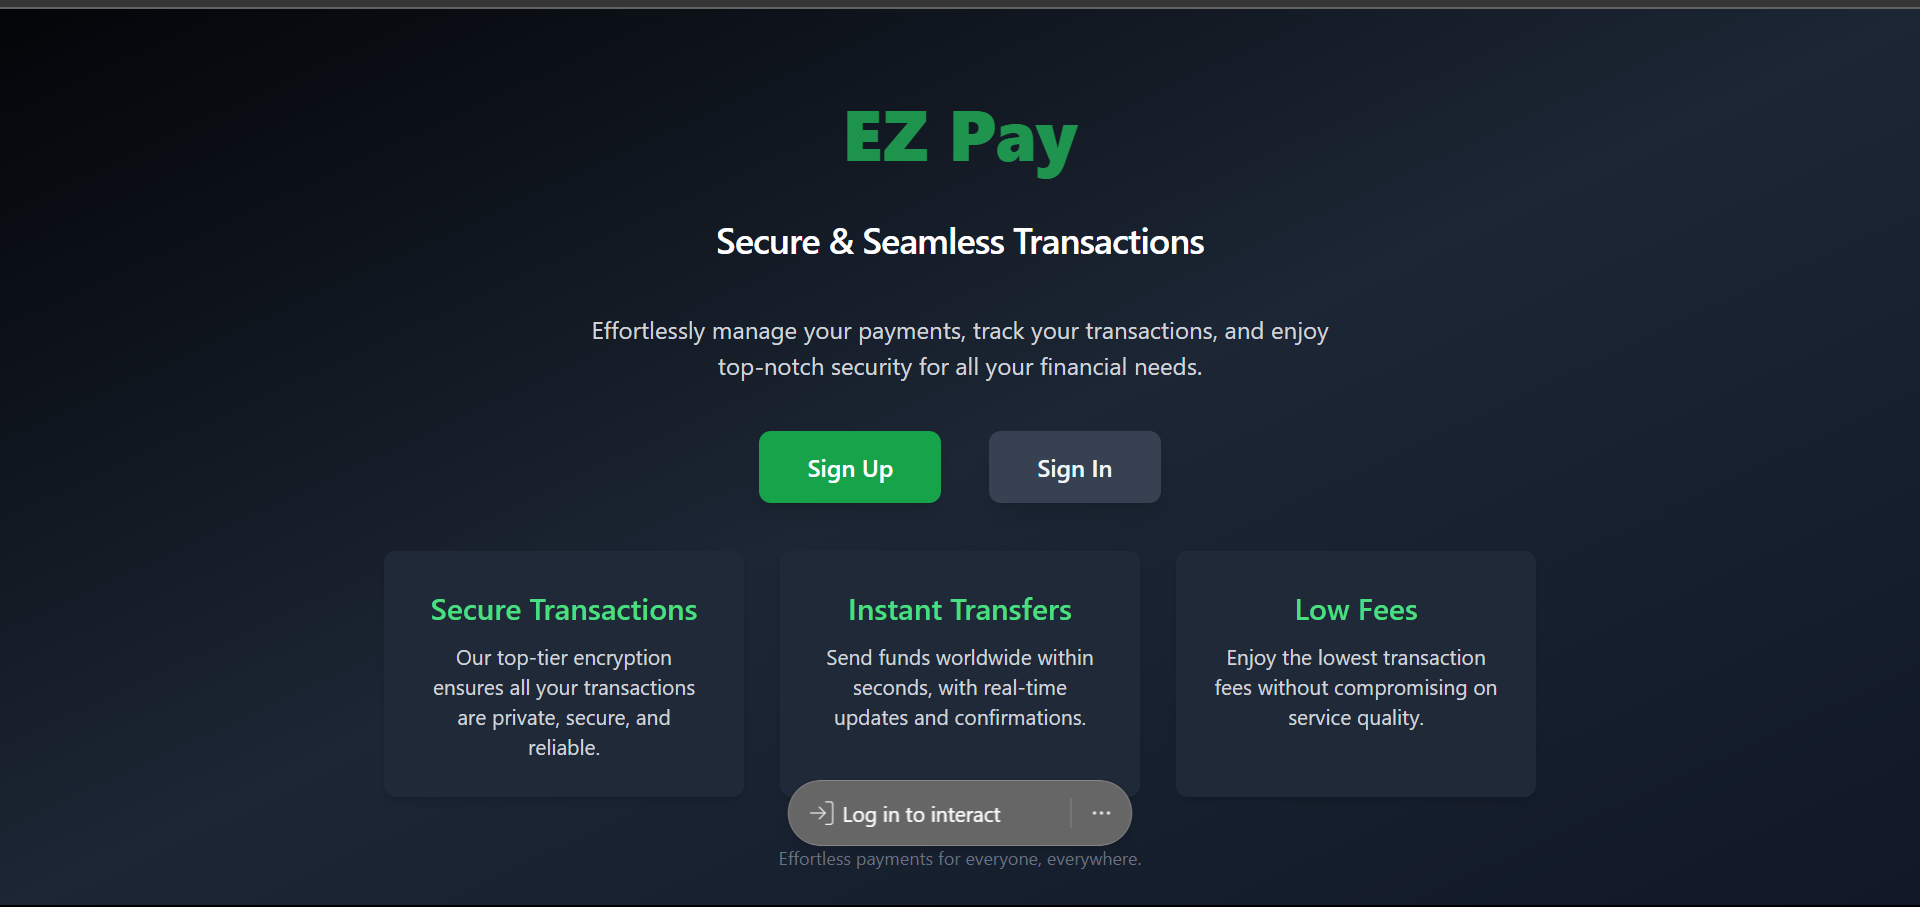 EZ Pay
Secure & Seamless Transactions
Effortlessly manage your payments, track your transactions, and enjoy
top-notch security for all your financial needs.
Sign Up
Sign In
Secure Transactions
Our top-tier encryption
ensures all your transactions
are private, secure, and
reliable.
Instant Transfers
Send funds worldwide within
seconds, with real-time
updates and confirmations.
Low Fees
Enjoy the lowest transaction
fees without compromising on
service quality.
Log in to interact
Effortless payments for everyone, everywhere.